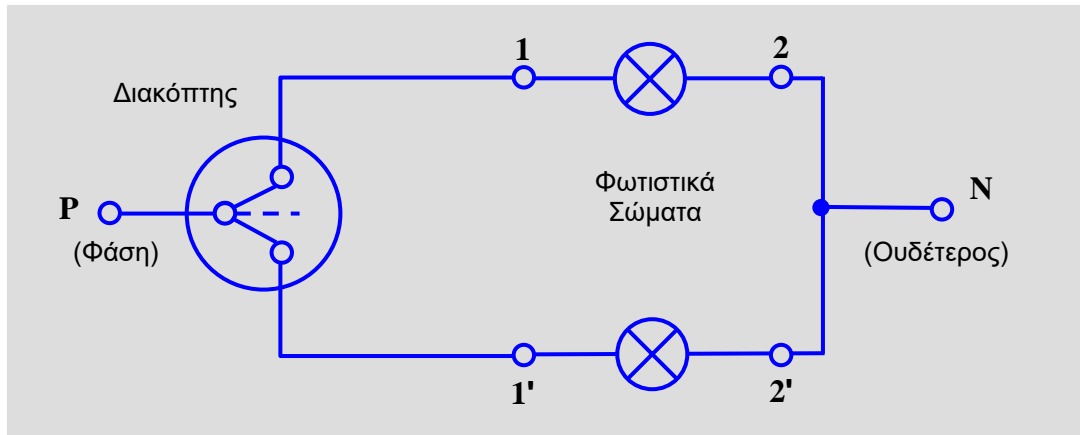 1
2
Διακόπτης
P
(Φάση)
Φωτιστικά
Σώματα
N
(Ουδέτερος)
1'
2'